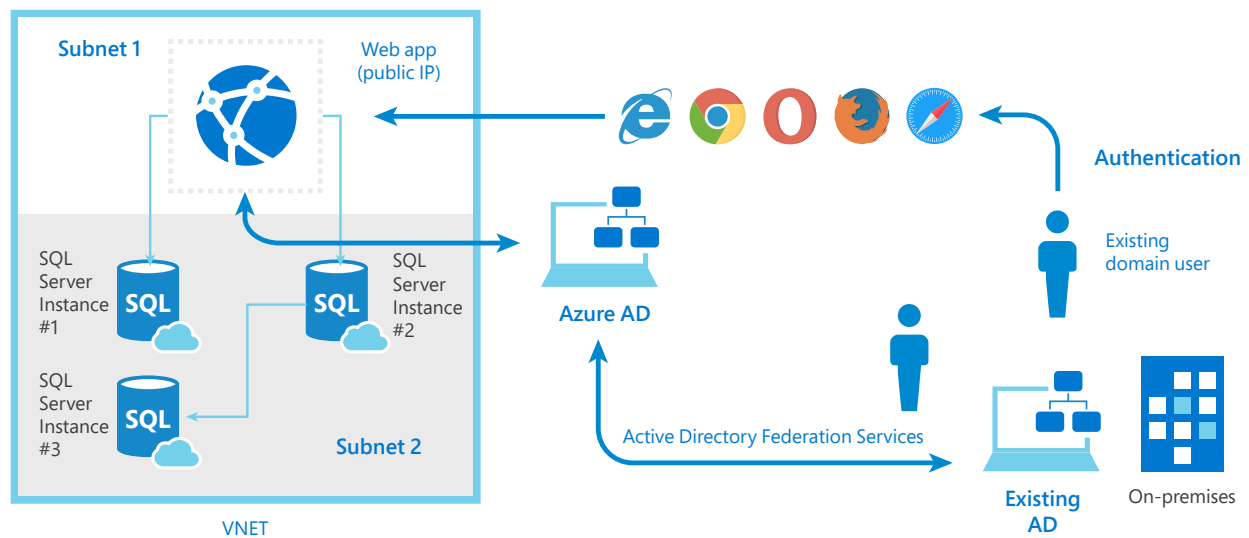 Subnet 1
Web app
(public IP)
Authentication
Existing
domain user
SQL
Server
Instance
#1
SQL
SQL
SQL
Server
Instance
#2
Azure AD
SQL
Server
Instance
#3
SQL
Subnet 2
Active Directory Federation Services
Existing
AD
On-premises
VNET